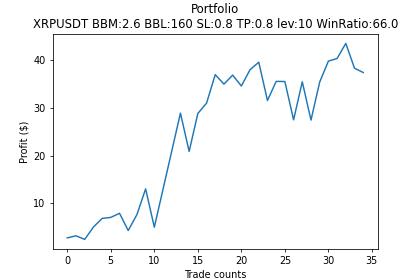 Portfolio
XRPUSDT BBM:2.6 BBL:160 SL:0.8 TP:0.8 lev:10 WinRatio:66.0
40
30
20
10
Profit ($)
0 5 10 15 20 25 30 35
Trade counts